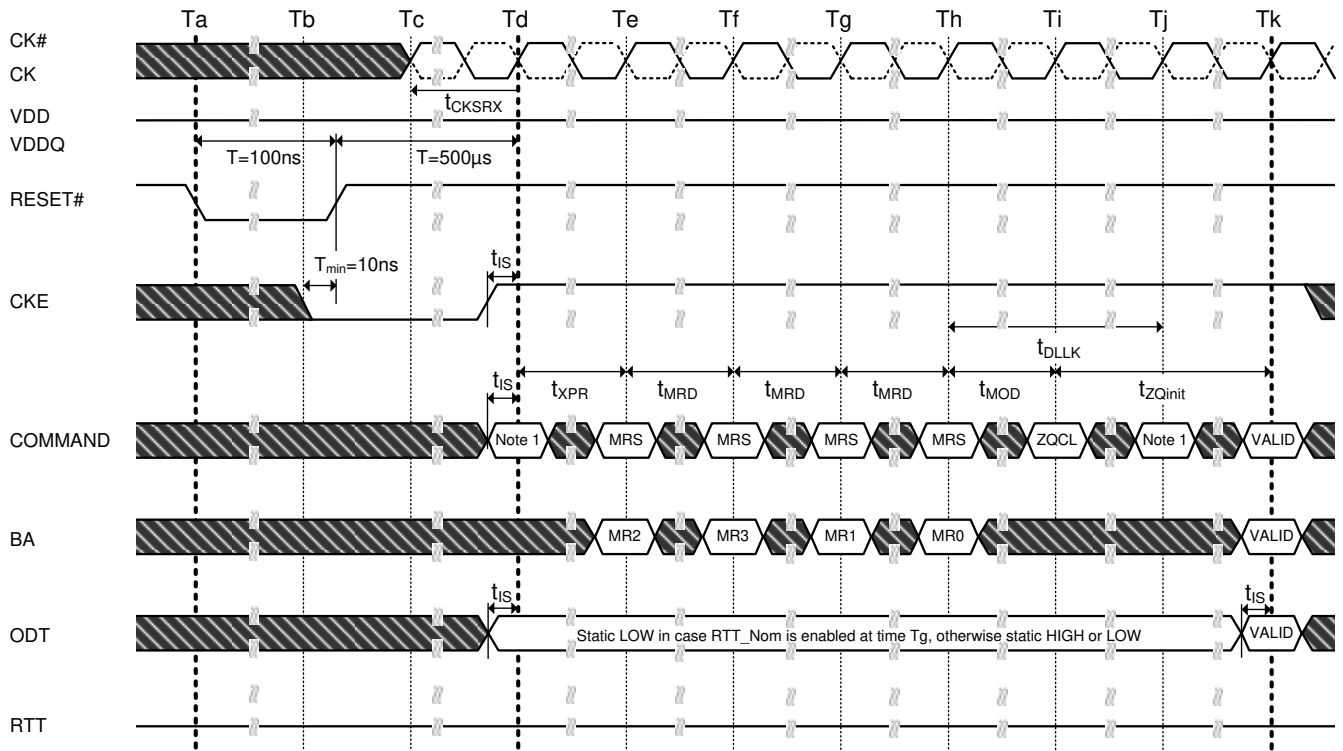 Ta Tb Tc Td Te Tf Tg Th Ti Tj Tk
CK#
CK
tCKSRX
VDD
VDDQ
T=100ns T=500µs
RESET#
Tmin=10ns tIS
CKE
tDLLK
tIS tXPR tMRD tMRD tMRD tMOD tZQinit
COMMAND Note 1 MRS MRS MRS MRS ZQCL Note 1 VALID
BA MR2 MR3 MR1 MR0 VALID
tIS tIS
ODT Static LOW in case RTT_Nom is enabled at time Tg, otherwise static HIGH or LOW VALID
RTT